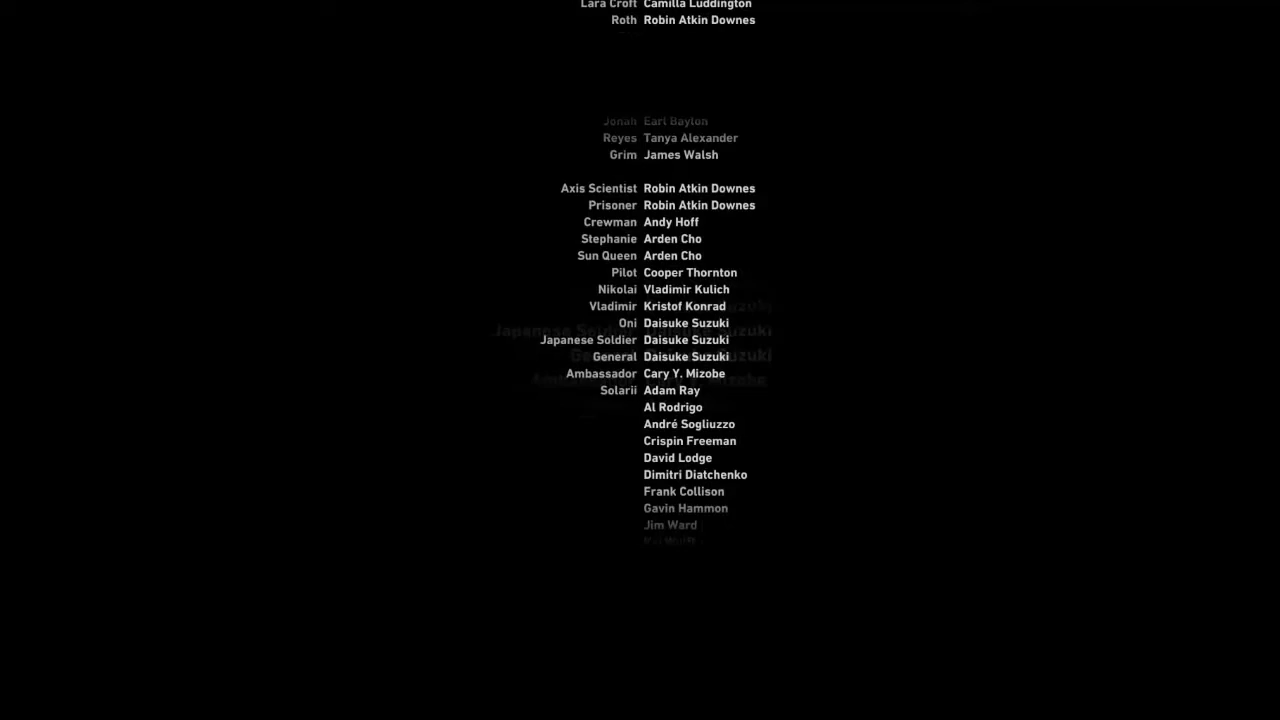 Lara Croft Camilla Luddington
Roth Robin Atkin Downes
Jonah Earl Baylon
Reyes Tanya Alexander
Grim James Walsh
Axis Scientist Robin Atkin Downes
Prisoner Robin Atkin Downes
Crewman Andy Hoff
Stephanie Arden Cho
Sun Queen Arden Cho
Pilot Cooper Thornton
Nikolai Vladimir Kulich
Vladimir Kristof Konrad
Oni Daisuke Suzuki
Japanese Soldier Daisuke Suzuki
General Daisuke Suzuki
Ambassador Cary Y. Mizobe
Solarii Adam Ray
Al Rodrigo
André Sogliuzzo
Crispin Freeman
David Lodge
Dimitri Diatchenko
Frank Collison
Gavin Hammon
Jim Ward